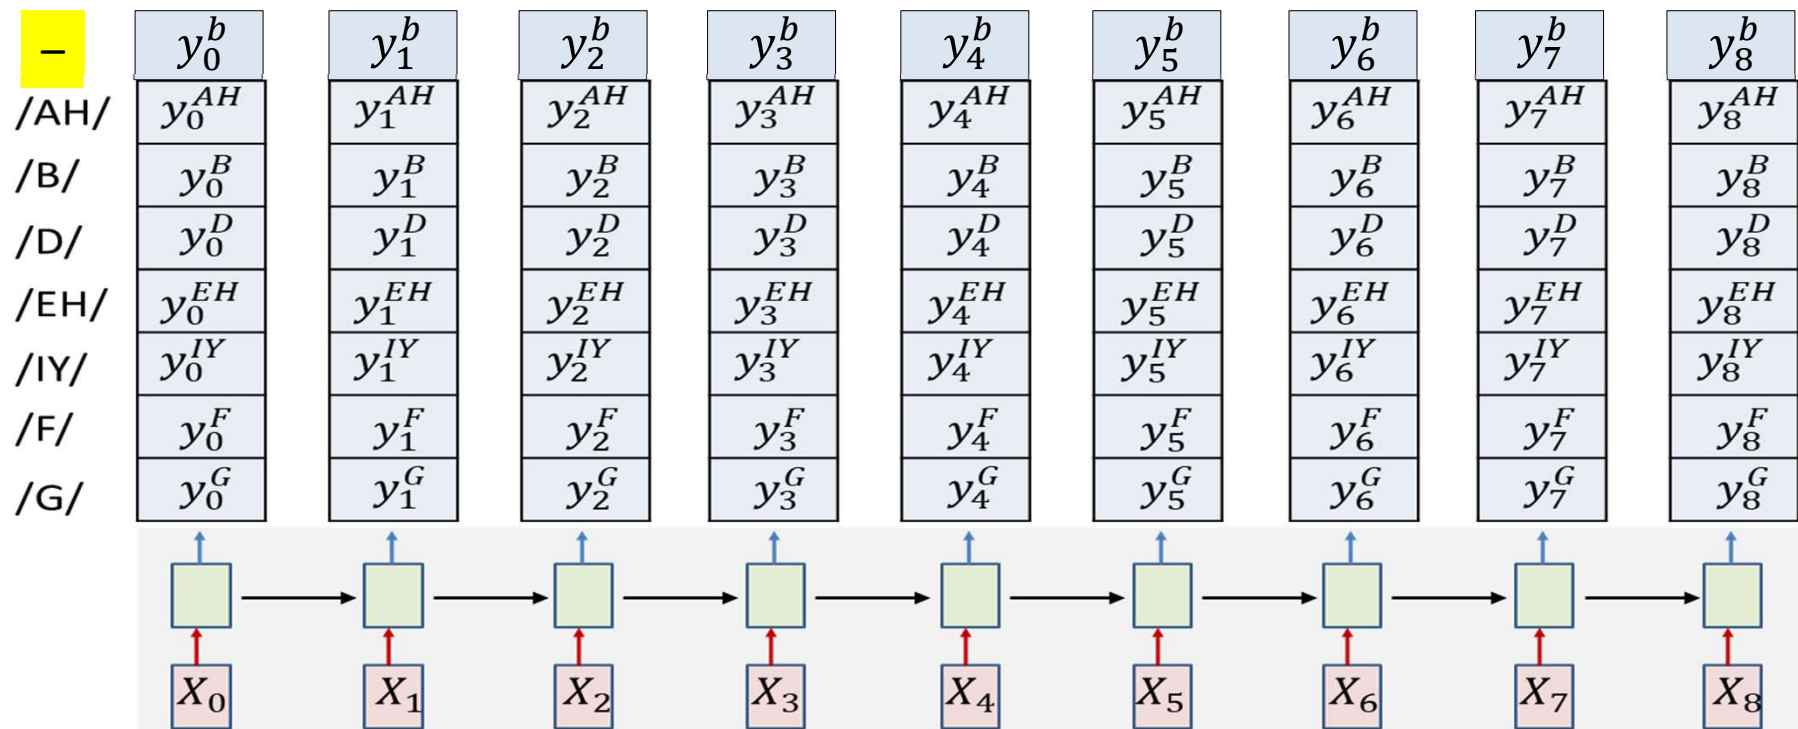 – y_0^b y_1^b y_2^b y_3^b y_4^b y_5^b y_6^b y_7^b y_8^b
/AH/ y_0^{AH} y_1^{AH} y_2^{AH} y_3^{AH} y_4^{AH} y_5^{AH} y_6^{AH} y_7^{AH} y_8^{AH}
/B/ y_0^B y_1^B y_2^B y_3^B y_4^B y_5^B y_6^B y_7^B y_8^B
/D/ y_0^D y_1^D y_2^D y_3^D y_4^D y_5^D y_6^D y_7^D y_8^D
/EH/ y_0^{EH} y_1^{EH} y_2^{EH} y_3^{EH} y_4^{EH} y_5^{EH} y_6^{EH} y_7^{EH} y_8^{EH}
/IY/ y_0^{IY} y_1^{IY} y_2^{IY} y_3^{IY} y_4^{IY} y_5^{IY} y_6^{IY} y_7^{IY} y_8^{IY}
/F/ y_0^F y_1^F y_2^F y_3^F y_4^F y_5^F y_6^F y_7^F y_8^F
/G/ y_0^G y_1^G y_2^G y_3^G y_4^G y_5^G y_6^G y_7^G y_8^G
X_0 X_1 X_2 X_3 X_4 X_5 X_6 X_7 X_8